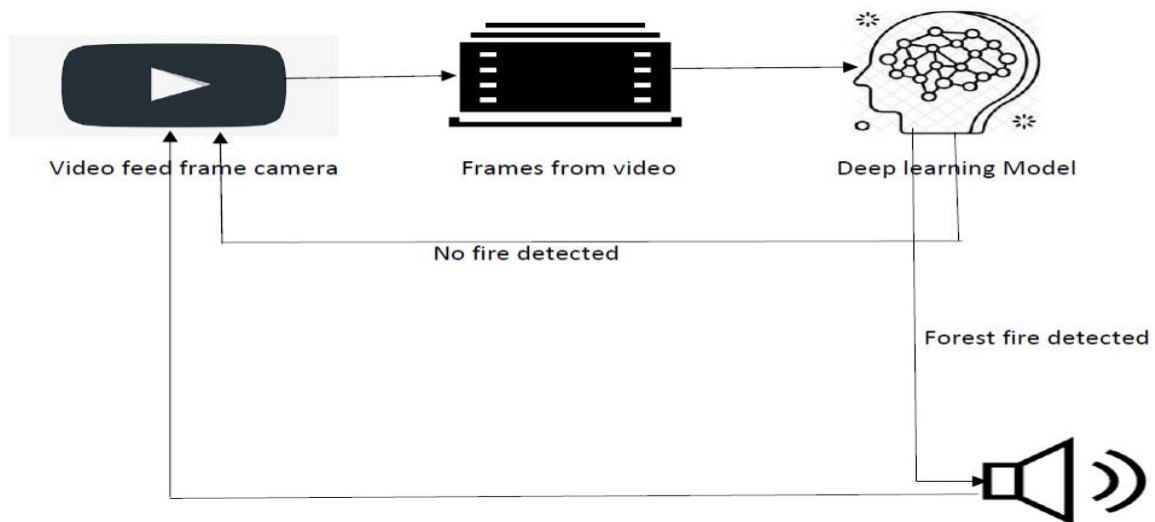 Video feed frame camera
Frames from video
Deep learning Model
No fire detected
Forest fire detected